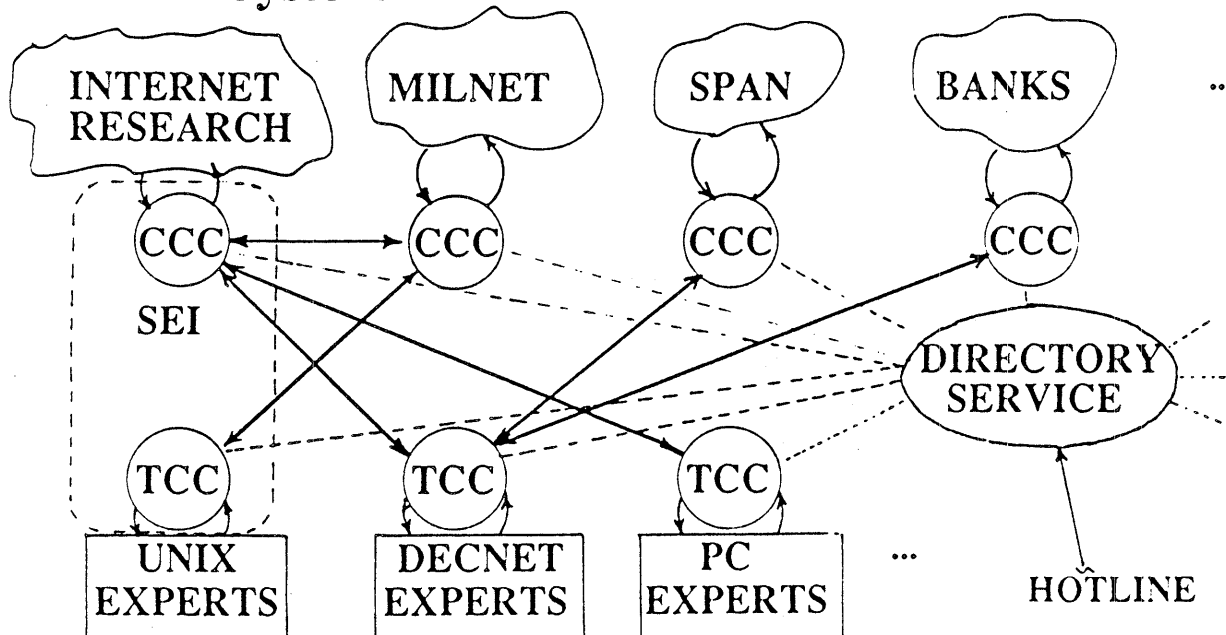 INTERNET
RESEARCH
MILNET
SPAN
BANKS
..
CCC
CCC
CCC
CCC
SEI
DIRECTORY
SERVICE
TCC
TCC
TCC
UNIX
EXPERTS
DECNET
EXPERTS
PC
EXPERTS
...
HOTLINE